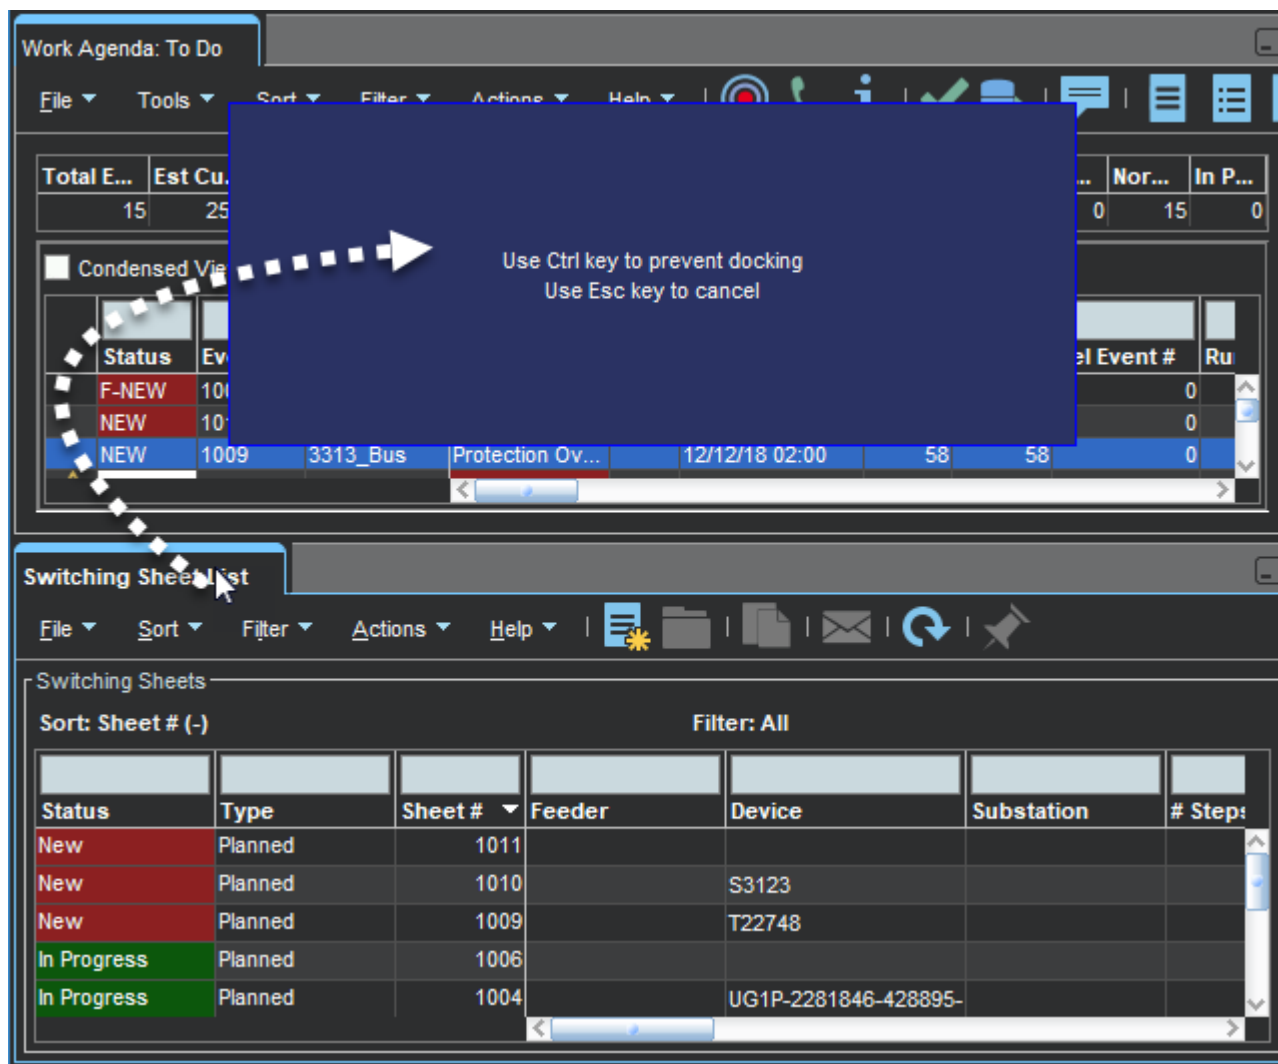 Work Agenda: To Do
File Tools Sort Filter Actions Help
Total E... Est Cu. ... Nor... In P...
15 25 0 15 0
Use Ctrl key to prevent docking
Use Esc key to cancel
Condensed Vie
Status Ev el Event # Ru
F-NEW 100 0
NEW 101 0
NEW 1009 3313_Bus Protection Ov... 12/12/18 02:00 58 58 0
Switching Sheet List
File Sort Filter Actions Help
Switching Sheets
Sort: Sheet # (-) Filter: All
Status Type Sheet # Feeder Device Substation # Steps
New Planned 1011
New Planned 1010 S3123
New Planned 1009 T22748
In Progress Planned 1006
In Progress Planned 1004 UG1P-2281846-428895-